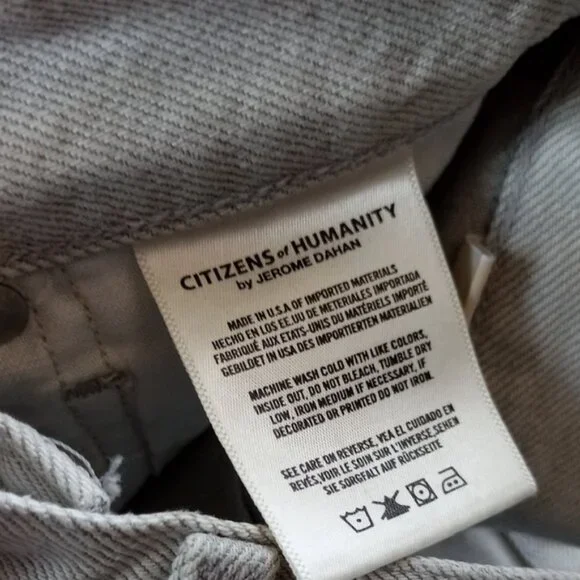 CITIZENS of HUMANITY
by JEROME DAHAN
MADE IN U.S.A OF IMPORTED MATERIALS
HECHO EN LOS EE.UU DE METERIALES IMPORTADA
FABRIQUÉ AUX ETATS-UNIS DU MATÉRIELS IMPORTÉ
GEBILDET IN USA DES IMPORTIERTEN MATERIALIEN
MACHINE WASH COLD WITH LIKE COLORS,
INSIDE OUT, DO NOT BLEACH, TUMBLE DRY
LOW, IRON MEDIUM IF NECESSARY, IF
DECORATED OR PRINTED DO NOT IRON.
SEE CARE ON REVERSE, VEA EL CUIDADO EN
REVÉS,VOIR LE SOIN SUR L'INVERSE,SEHEN
SIE SORGFALT AUF RÜCKSEITE